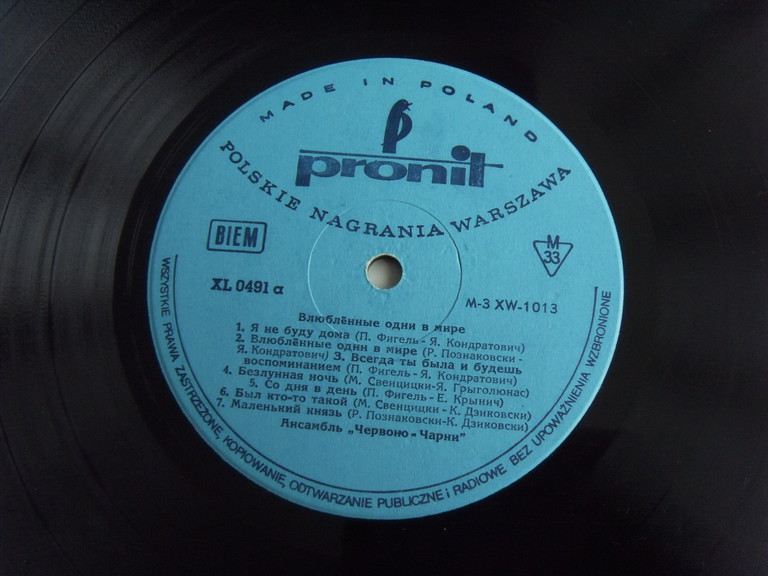 MADE IN POLAND
pronit
POLSKIE NAGRANIA WARSZAWA
BIEM
M
33
XL 0491 a
M-3 XW-1013
Влюблённые одни в мире
1. Я не буду дома (П. Фигель - Я. Кондратович)
2. Влюблённые одни в мире (Р. Познаковски -
Я. Кондратович) 3. Всегда ты была и будешь
воспоминанием (П. Фигель - Я. Кондратович)
4. Безлунная ночь (М. Свенцицки-Я. Грыголюнас)
5. Со дня в день (П. Фигель - Е. Крынич)
6. Был кто-то такой (М. Свенцицки - К. Дзиковски)
7. Маленький князь (Р. Познаковски-К. Дзиковски)
Ансамбль „Червоно - Чарни"
WSZYSTKIE PRAWA ZASTRZEŻONE, KOPIOWANIE, ODTWARZANIE PUBLICZNE i RADIOWE BEZ UPOWAŻNIENIA WZBRONIONE